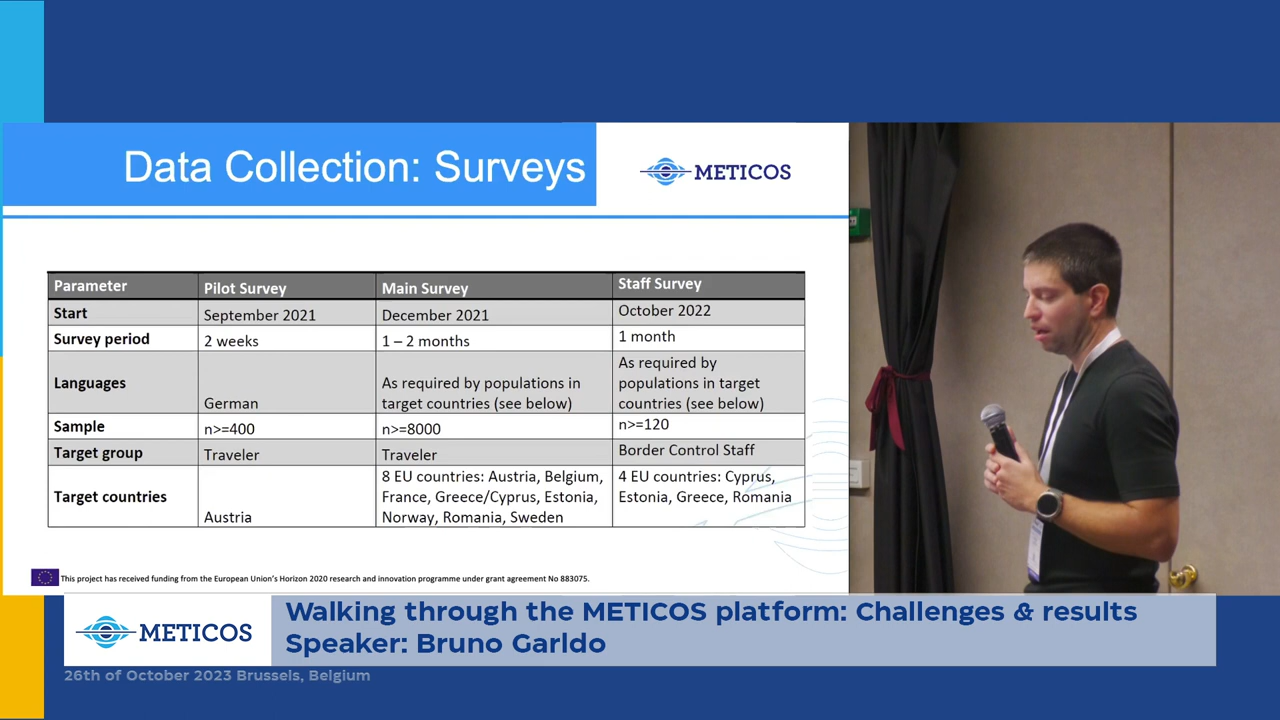 Data Collection: Surveys
METICOS
Parameter
Pilot Survey
Main Survey
Staff Survey
Start
September 2021
December 2021
October 2022
Survey period
2 weeks
1 – 2 months
1 month
Languages
German
As required by populations in
target countries (see below)
As required by
populations in target
countries (see below)
Sample
n>=400
n>=8000
n>=120
Target group
Traveler
Traveler
Border Control Staff
Target countries
Austria
8 EU countries: Austria, Belgium,
France, Greece/Cyprus, Estonia,
Norway, Romania, Sweden
4 EU countries: Cyprus,
Estonia, Greece, Romania
This project has received funding from the European Union's Horizon 2020 research and innovation programme under grant agreement No 883075.
METICOS
Walking through the METICOS platform: Challenges & results
Speaker: Bruno Garldo
26th of October 2023 Brussels, Belgium